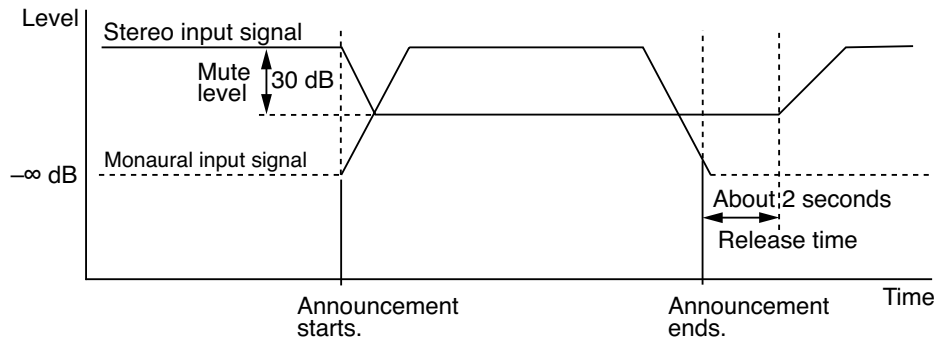 Level
Stereo input signal
Mute
level
30 dB
Monaural input signal
–∞ dB
About 2 seconds
Release time
Time
Announcement
starts.
Announcement
ends.